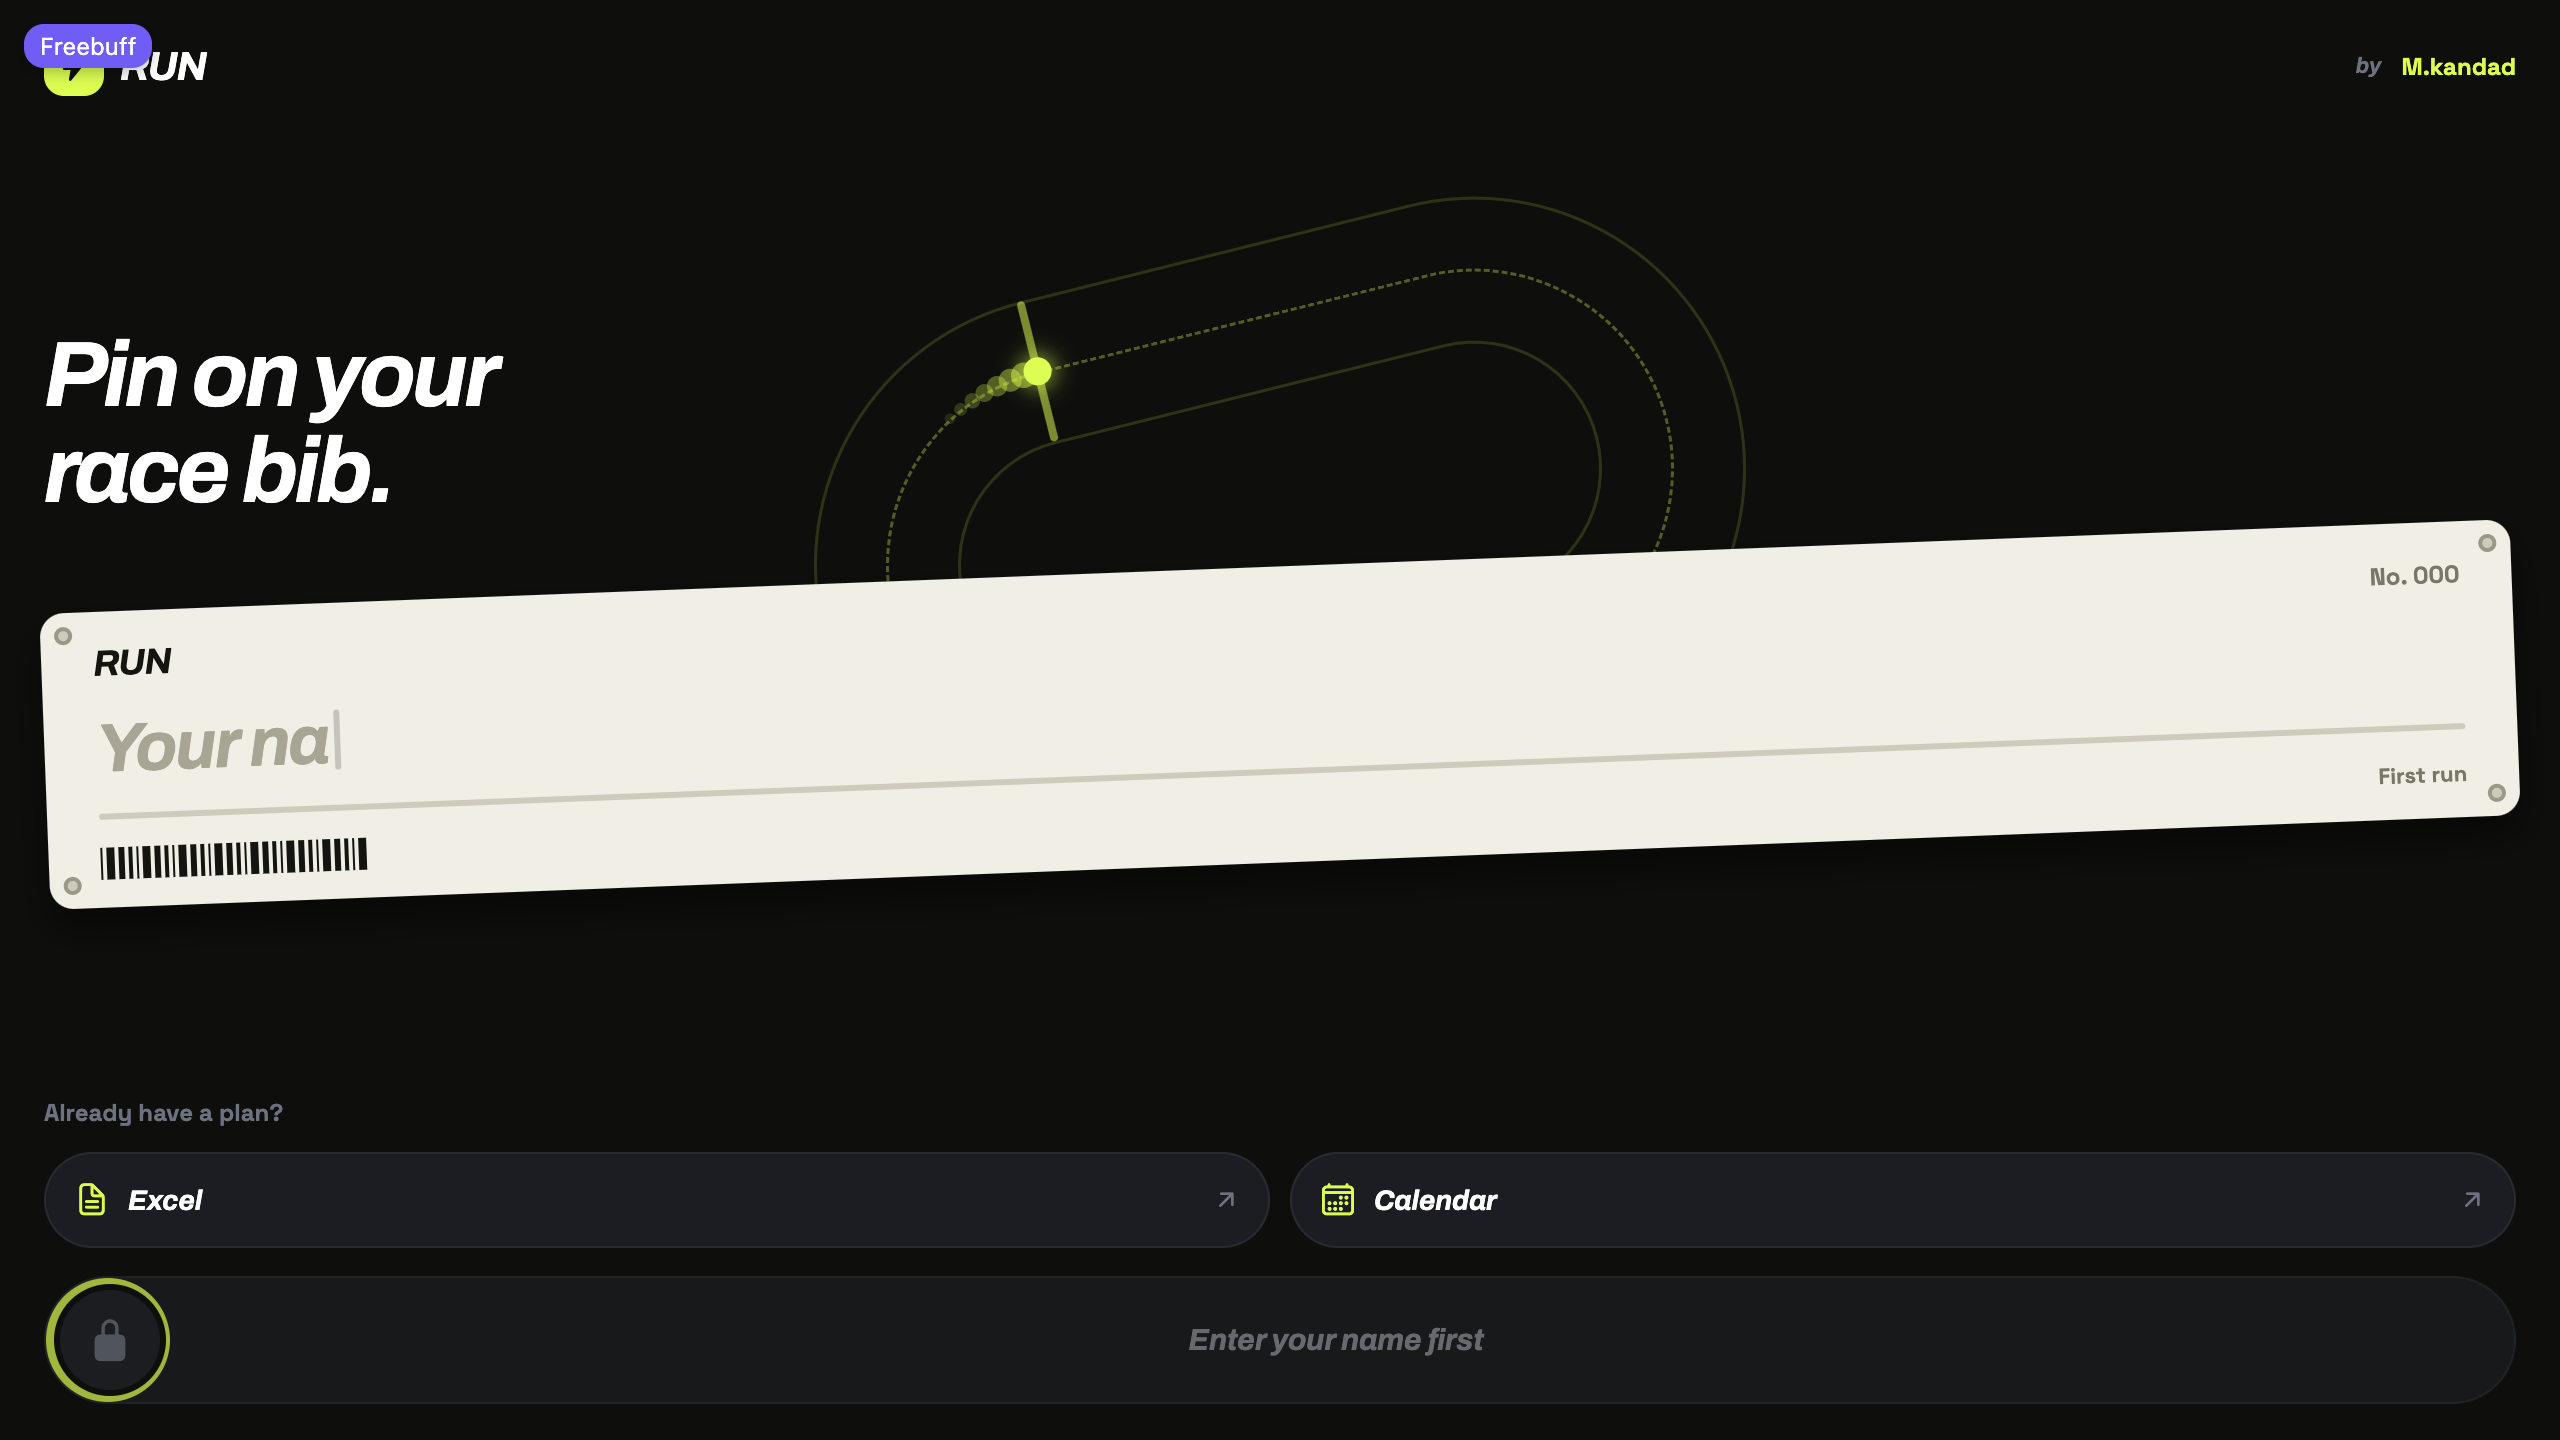 Freebuff
RUN
by M.kandad
Pin on your
race bib.
No. 000
RUN
Your na
First run
Already have a plan?
Excel
Calendar
Enter your name first